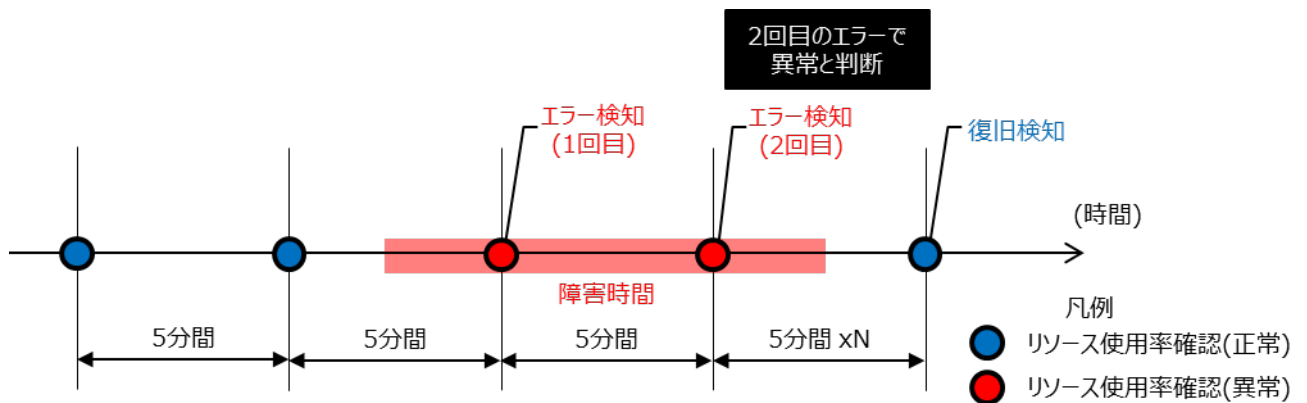 2回目のエラーで
異常と判断
エラー検知
(1回目)
エラー検知
(2回目)
復旧検知
(時間)
障害時間
5分間
5分間
5分間
5分間 xN
凡例
リソース使用率確認(正常)
リソース使用率確認(異常)